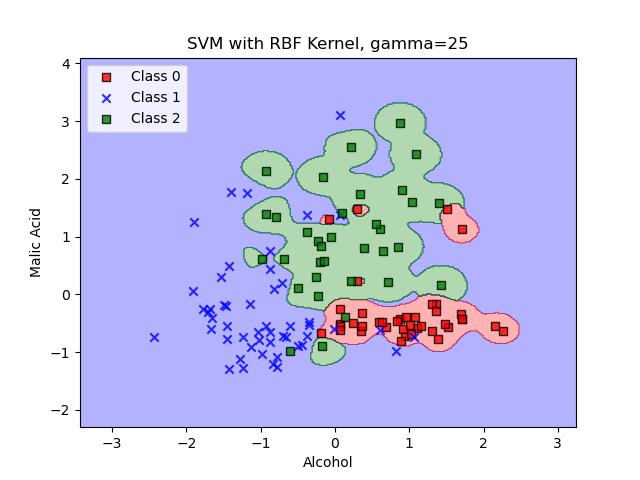 SVM with RBF Kernel, gamma=25
Class 0
Class 1
Class 2
Malic Acid
4
3
2
1
0
−1
−2
−3 −2 −1 0 1 2 3
Alcohol